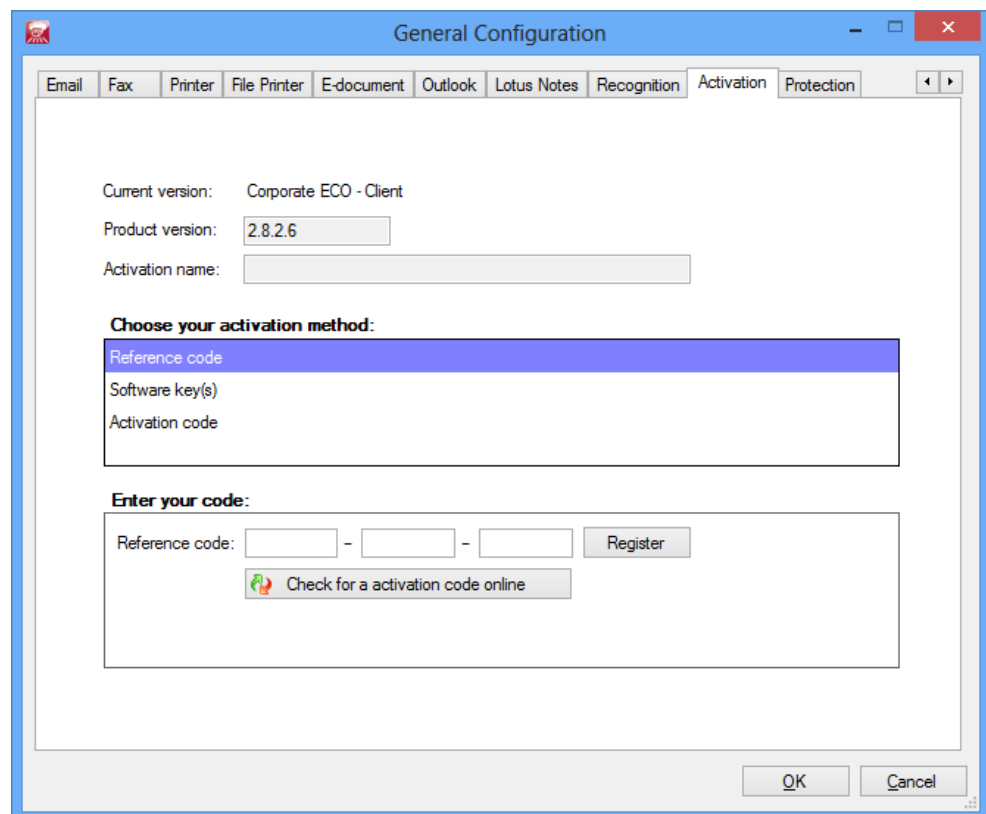 General Configuration
Email Fax Printer File Printer E-document Outlook Lotus Notes Recognition Activation Protection
Current version: Corporate ECO - Client
Product version: 2.8.2.6
Activation name:
Choose your activation method:
Reference code
Software key(s)
Activation code
Enter your code:
Reference code: - - Register
Check for a activation code online
OK Cancel